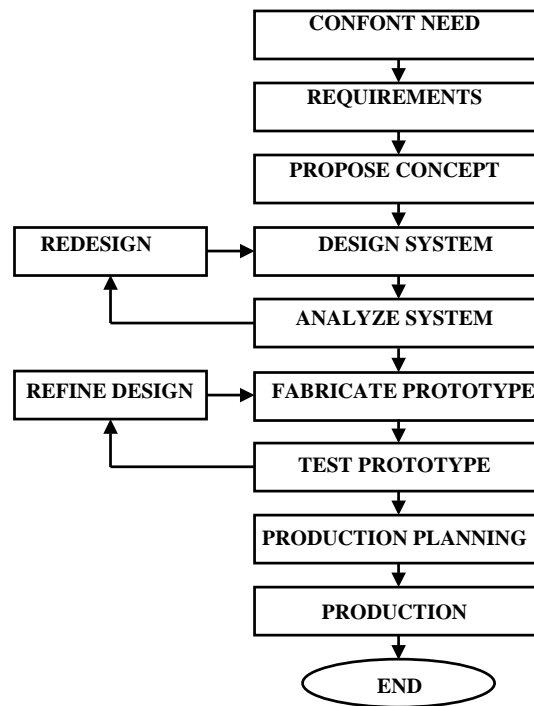 CONFONT NEED
REQUIREMENTS
PROPOSE CONCEPT
REDESIGN
DESIGN SYSTEM
ANALYZE SYSTEM
REFINE DESIGN
FABRICATE PROTOTYPE
TEST PROTOTYPE
PRODUCTION PLANNING
PRODUCTION
END